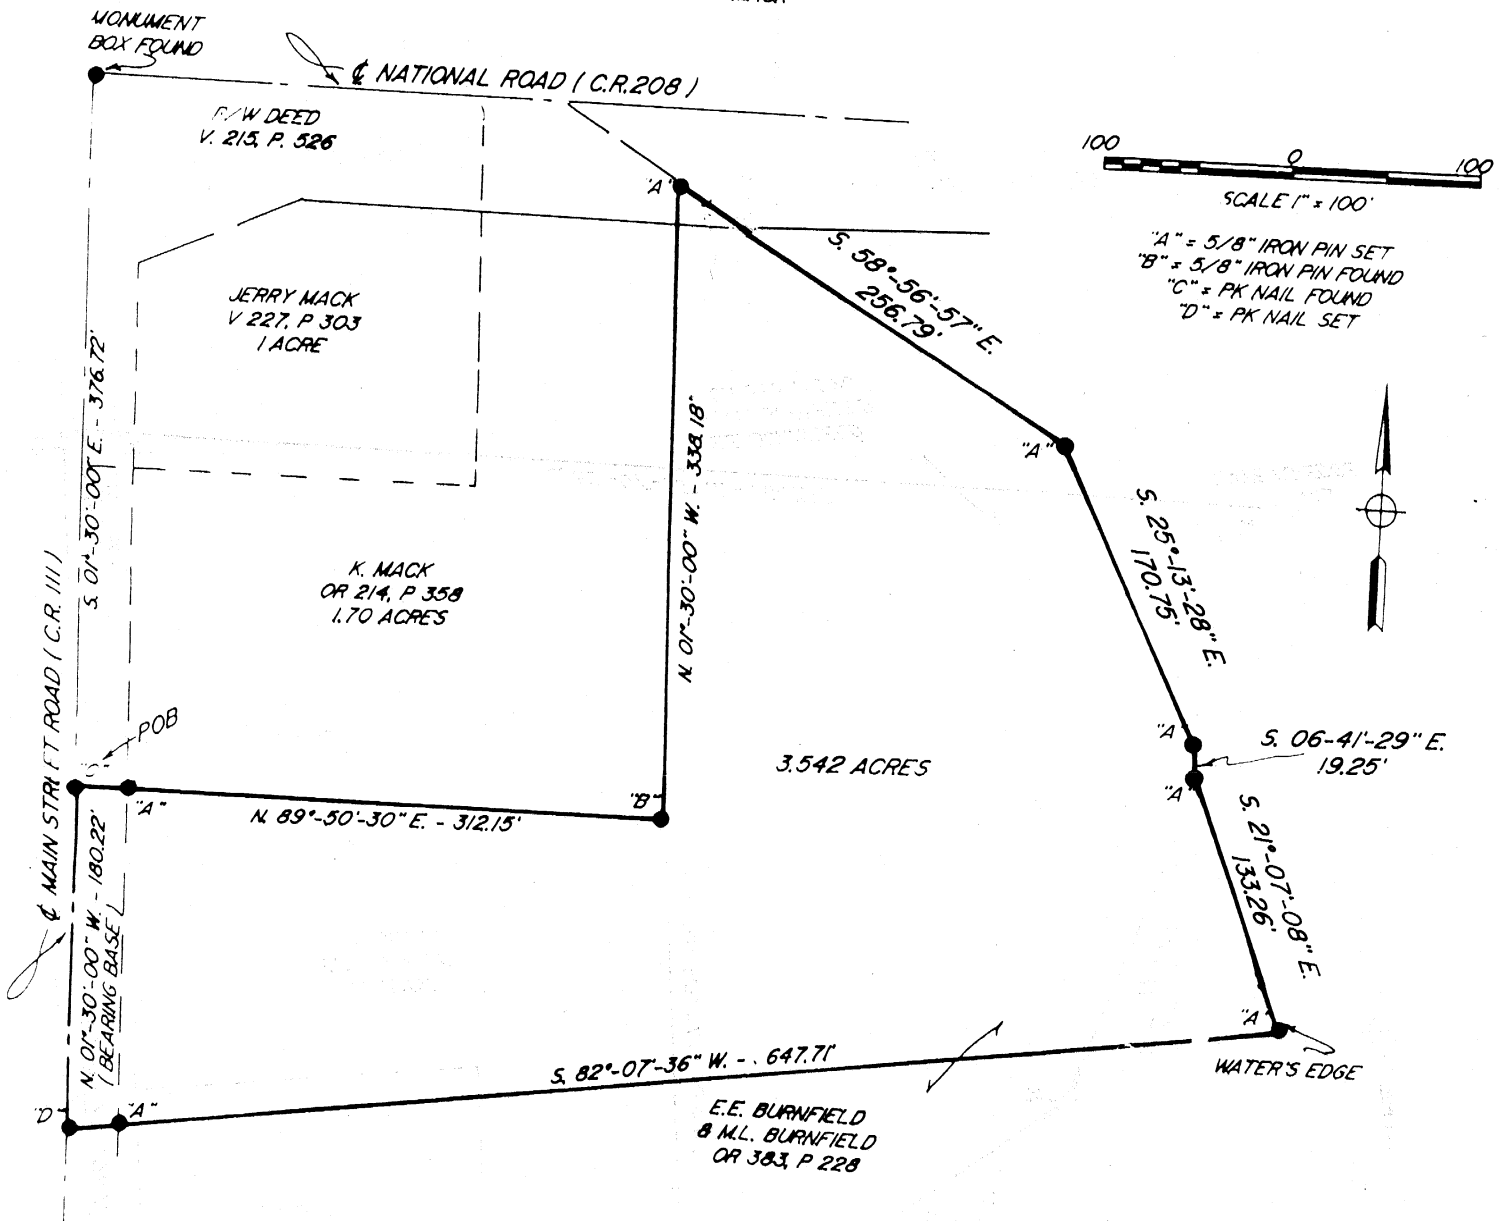 MONUMENT
BOX FOUND
℄ NATIONAL ROAD ( C.R.208 )
R/W DEED
V. 215, P. 526
100 0 100
SCALE 1" = 100'
"A" = 5/8" IRON PIN SET
"B" = 5/8" IRON PIN FOUND
"C" = PK NAIL FOUND
"D" = PK NAIL SET
"A"
S. 58°-56'-57" E.
256.79'
JERRY MACK
V 227, P 303
1 ACRE
S. 01°-30'-00" E. - 376.72'
N. 01°-30'-00" W. - 338.18'
"A"
S. 25°-13'-28" E.
170.75'
K. MACK
OR 214, P 358
1.70 ACRES
℄ MAIN STREET ROAD ( C.R. 111 )
POB
"C"
"A"
N. 89°-50'-30" E. - 312.15'
"B"
3.542 ACRES
"A"
S. 06-41'-29" E.
19.25'
"A"
S. 21°-07'-08" E.
133.26'
N. 01°-30'-00" W. - 180.22'
( BEARING BASE )
"A"
WATER'S EDGE
S. 82°-07'-36" W. - 647.71'
"D"
"A"
E.E. BURNFIELD
& M.L. BURNFIELD
OR 383, P 228